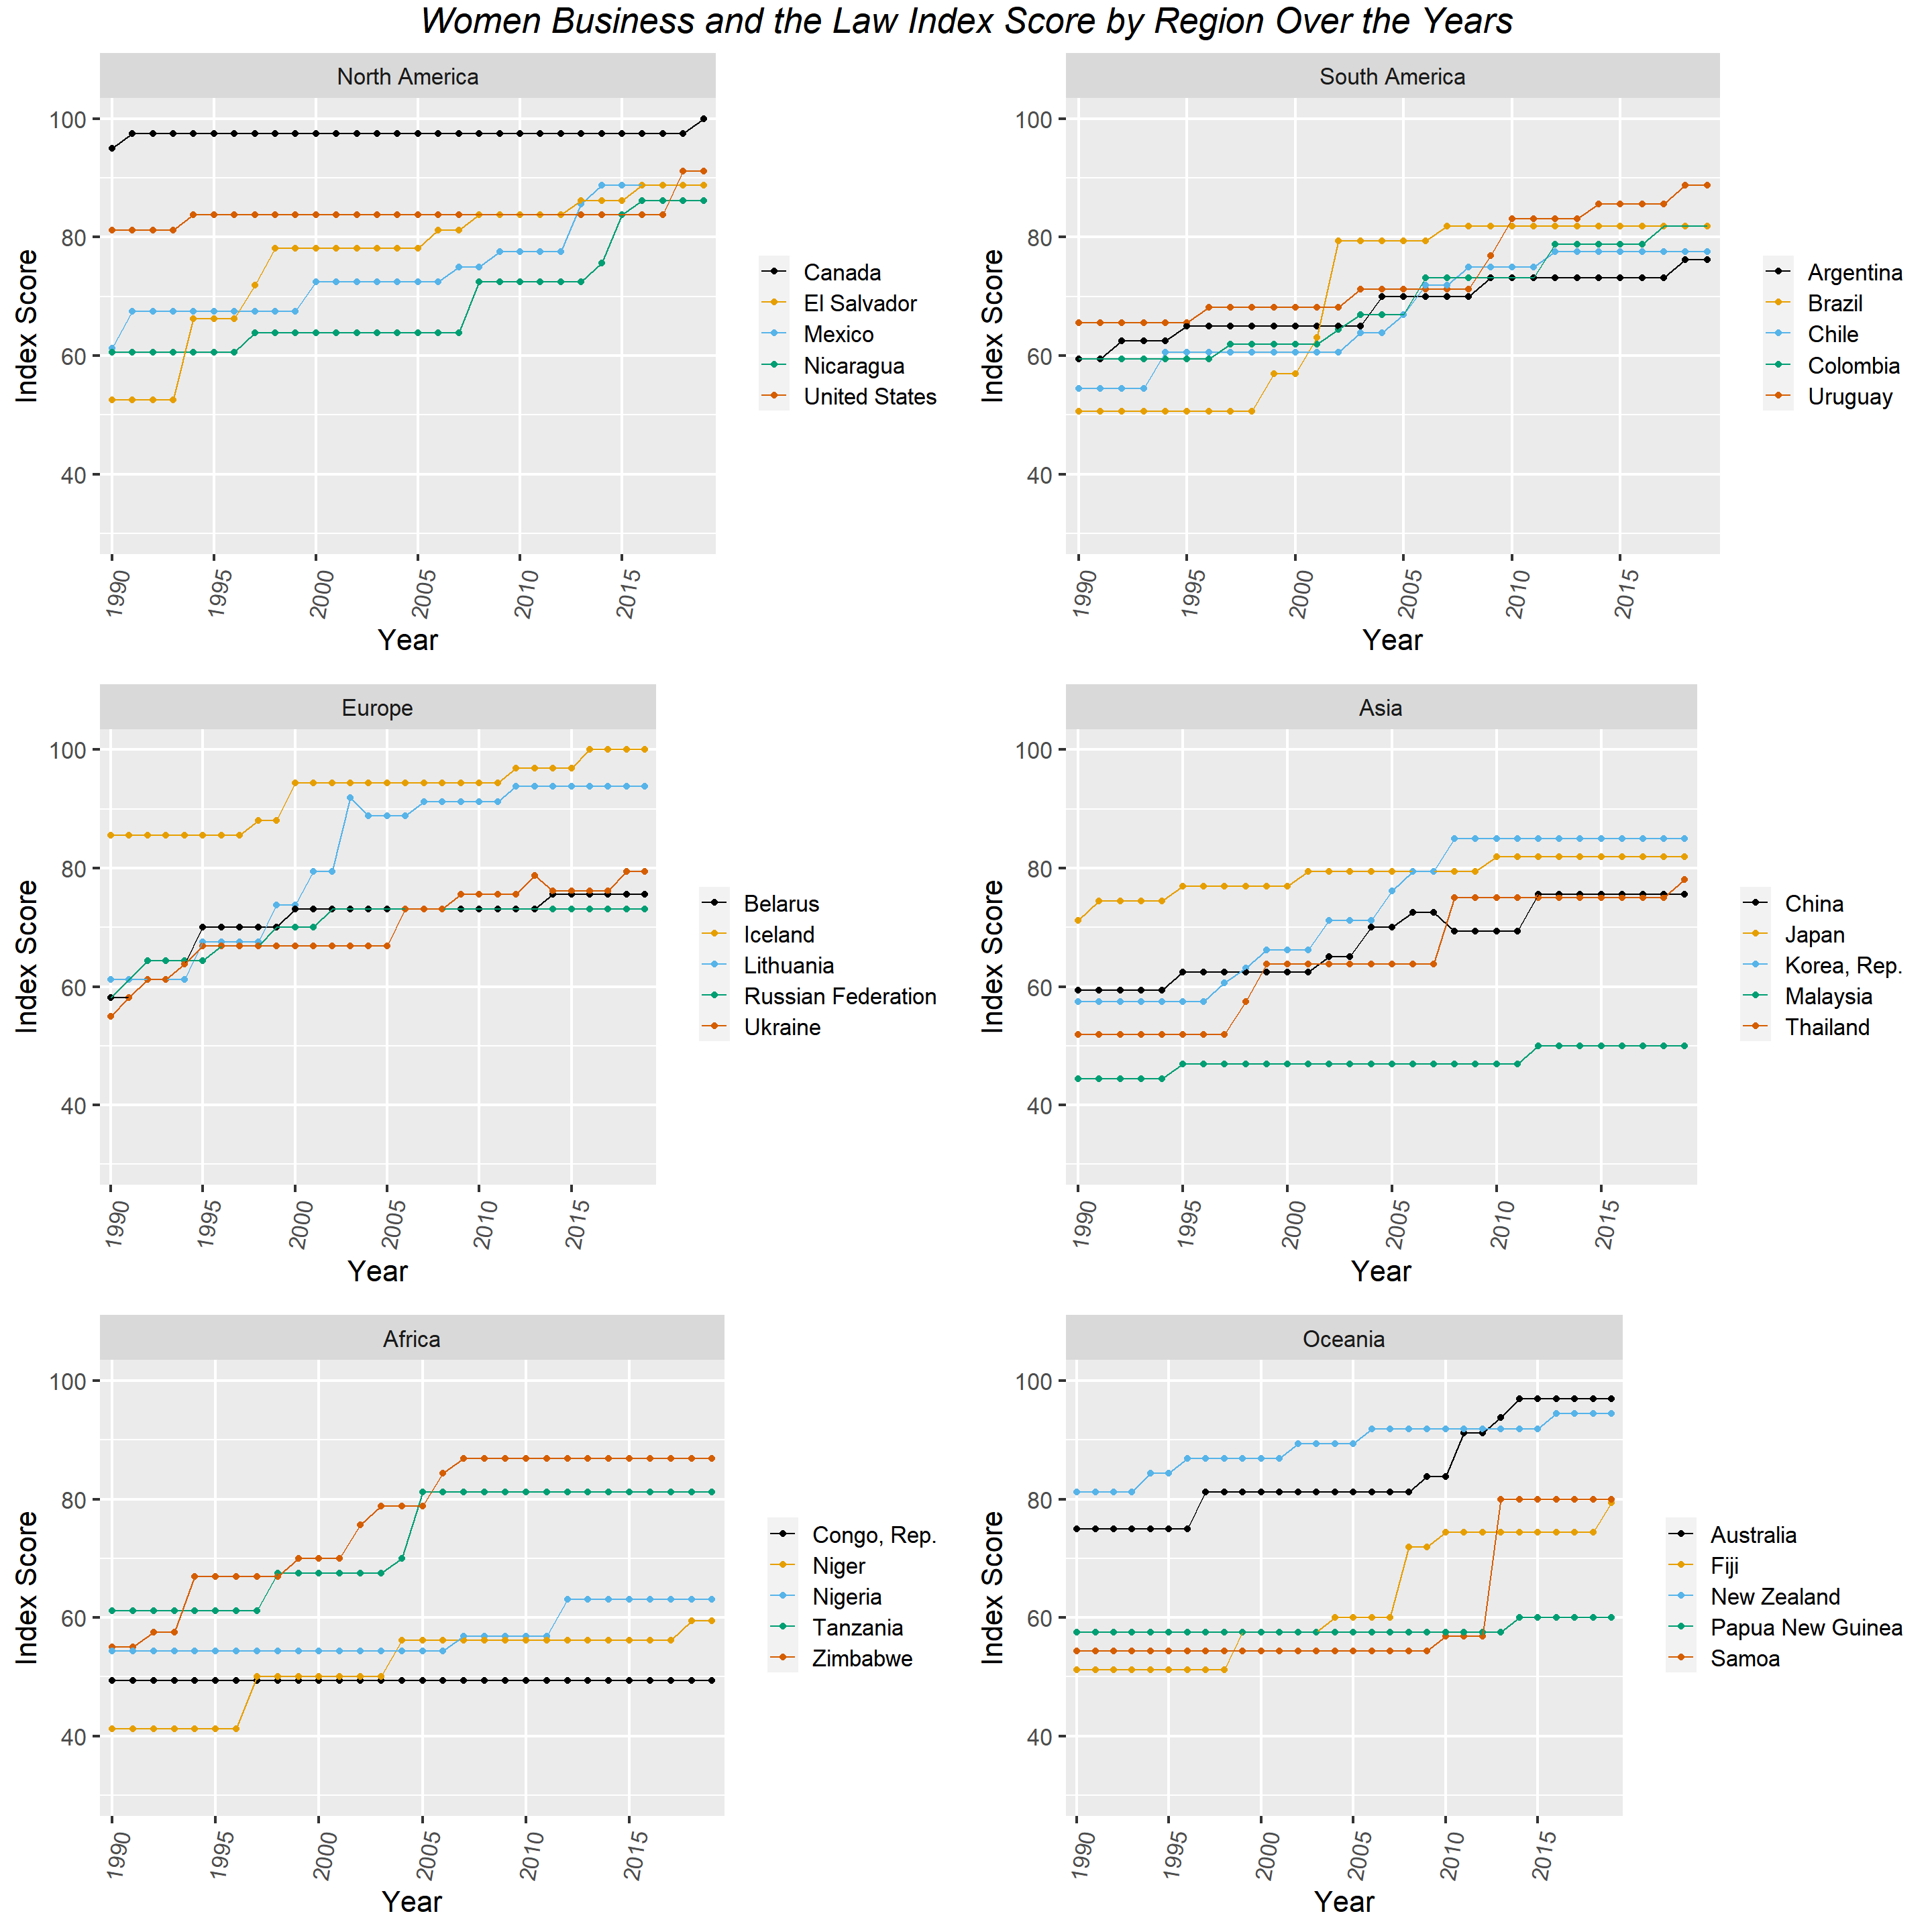 Women Business and the Law Index Score by Region Over the Years
North America
100
80
60
40
Index Score
1990
1995
2000
2005
2010
2015
Year
Canada
El Salvador
Mexico
Nicaragua
United States
South America
100
80
60
40
Index Score
1990
1995
2000
2005
2010
2015
Year
Argentina
Brazil
Chile
Colombia
Uruguay
Europe
100
80
60
40
Index Score
1990
1995
2000
2005
2010
2015
Year
Belarus
Iceland
Lithuania
Russian Federation
Ukraine
Asia
100
80
60
40
Index Score
1990
1995
2000
2005
2010
2015
Year
China
Japan
Korea, Rep.
Malaysia
Thailand
Africa
100
80
60
40
Index Score
1990
1995
2000
2005
2010
2015
Year
Congo, Rep.
Niger
Nigeria
Tanzania
Zimbabwe
Oceania
100
80
60
40
Index Score
1990
1995
2000
2005
2010
2015
Year
Australia
Fiji
New Zealand
Papua New Guinea
Samoa